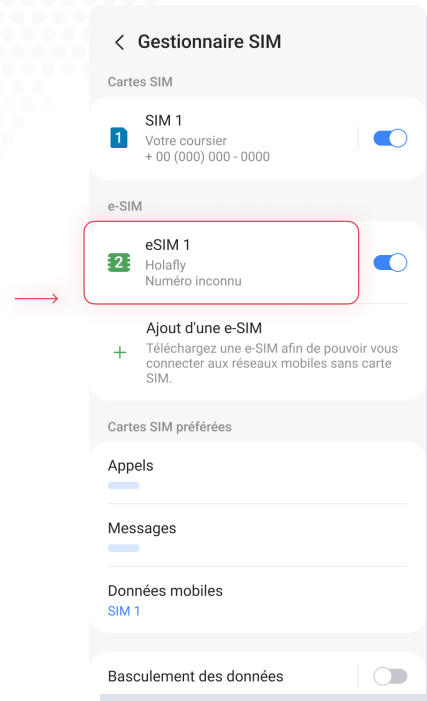 Gestionnaire SIM
Cartes SIM
SIM 1
1
Votre coursier
+ 00 (000) 000 - 0000
e-SIM
eSIM 1
2
Holafly
Numéro inconnu
Ajout d'une e-SIM
Téléchargez une e-SIM afin de pouvoir vous
connecter aux réseaux mobiles sans carte
SIM.
Cartes SIM préférées
Appels
Messages
Données mobiles
SIM 1
Basculement des données